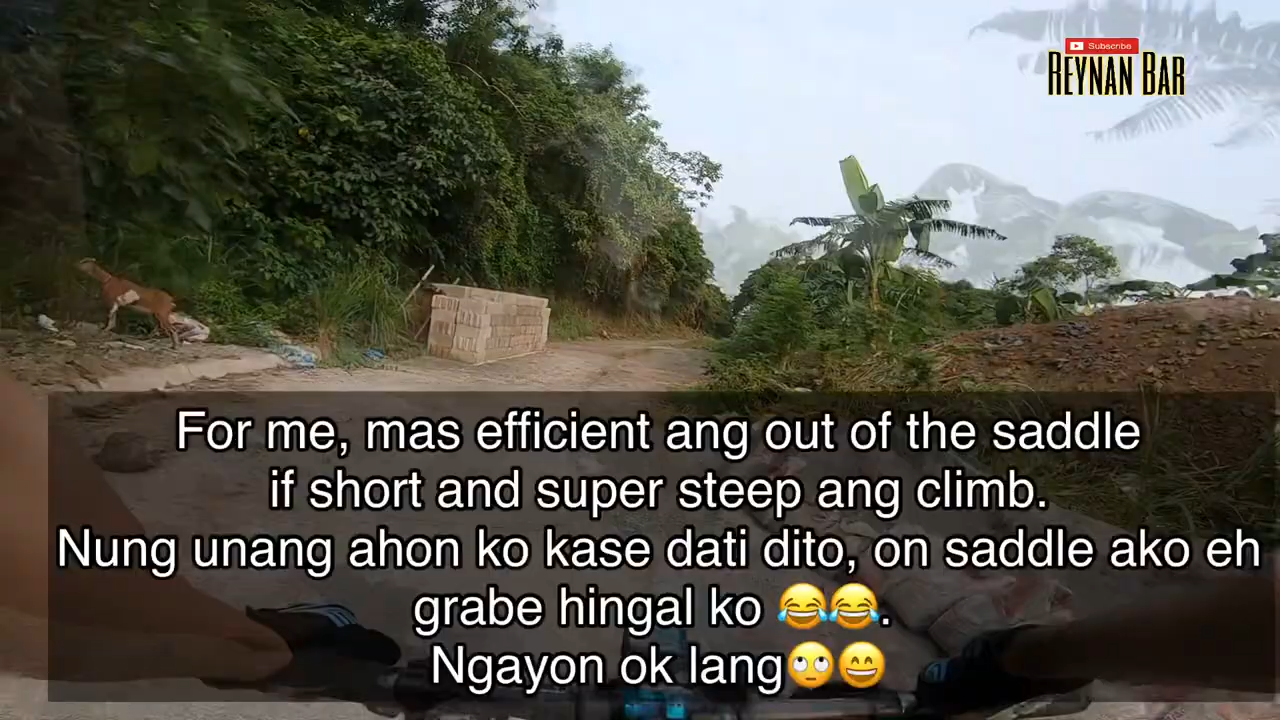 Subscribe
REYNAN BAR
For me, mas efficient ang out of the saddle
if short and super steep ang climb.
Nung unang ahon ko kase dati dito, on saddle ako eh
grabe hingal ko 😂😂.
Ngayon ok lang🙄😄